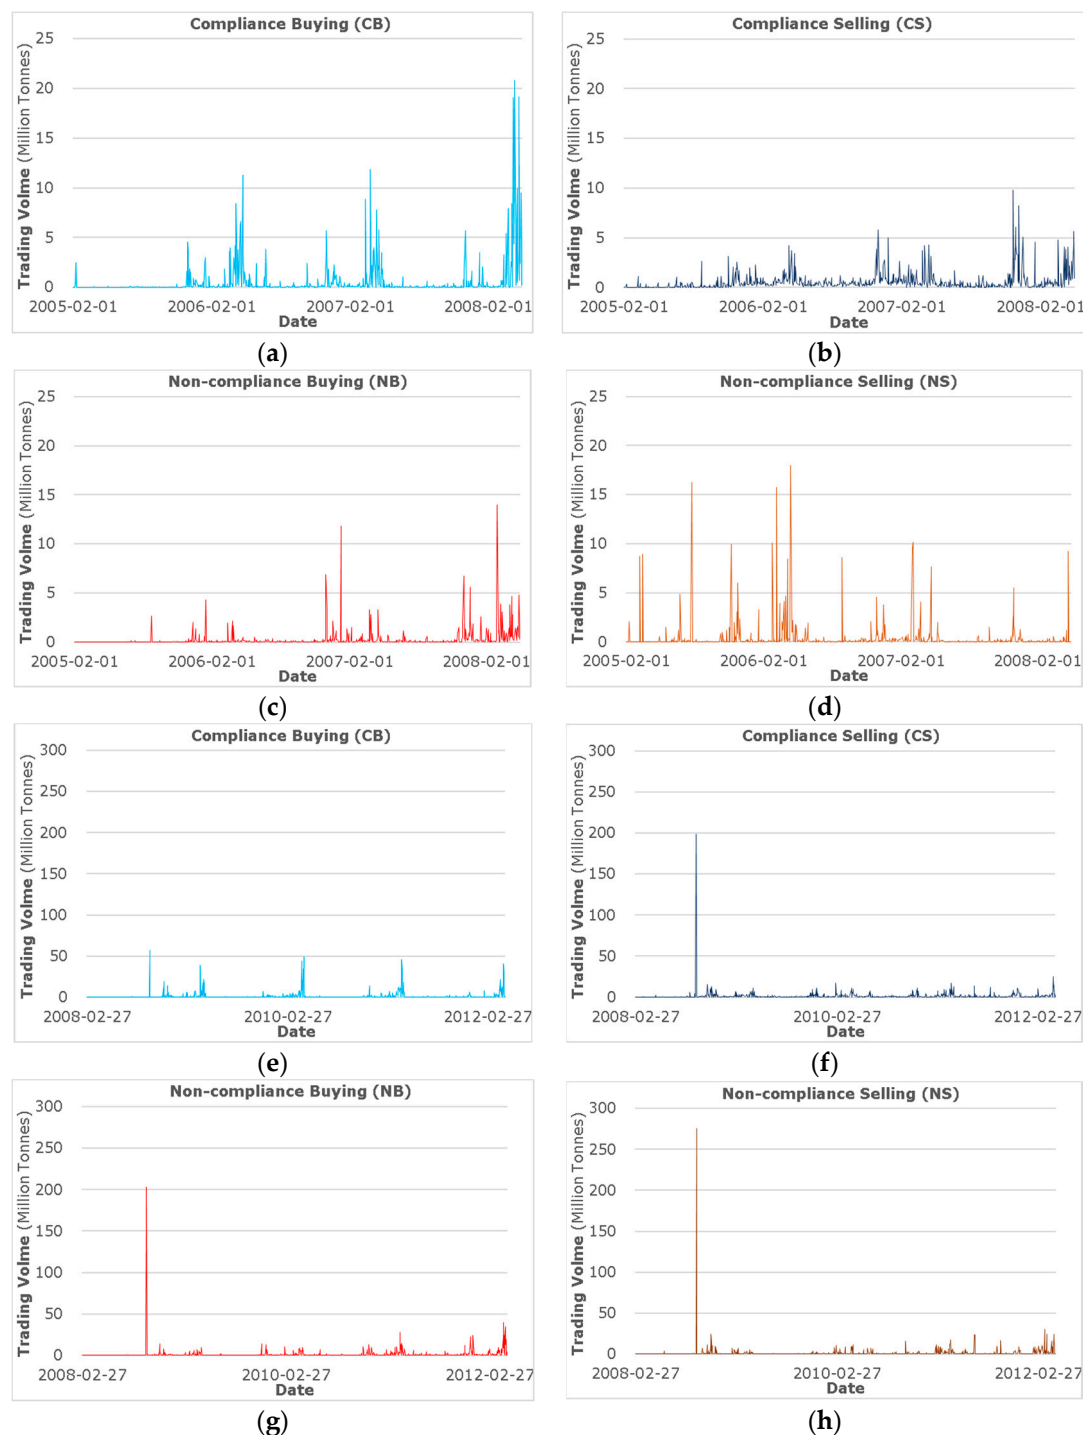 Compliance Buying (CB)
Trading Volme (Million Tonnes)
25
20
15
10
5
0
2005-02-01 2006-02-01 2007-02-01 2008-02-01
Date
(a)
Compliance Selling (CS)
Trading Volme (Million Tonnes)
25
20
15
10
5
0
2005-02-01 2006-02-01 2007-02-01 2008-02-01
Date
(b)
Non-compliance Buying (NB)
Trading Volme (Million Tonnes)
25
20
15
10
5
0
2005-02-01 2006-02-01 2007-02-01 2008-02-01
Date
(c)
Non-compliance Selling (NS)
Trading Volme (Million Tonnes)
25
20
15
10
5
0
2005-02-01 2006-02-01 2007-02-01 2008-02-01
Date
(d)
Compliance Buying (CB)
Trading Volme (Million Tonnes)
300
250
200
150
100
50
0
2008-02-27 2010-02-27 2012-02-27
Date
(e)
Compliance Selling (CS)
Trading Volme (Million Tonnes)
300
250
200
150
100
50
0
2008-02-27 2010-02-27 2012-02-27
Date
(f)
Non-compliance Buying (NB)
Trading Volme (Million Tonnes)
300
250
200
150
100
50
0
2008-02-27 2010-02-27 2012-02-27
Date
(g)
Non-compliance Selling (NS)
Trading Volme (Million Tonnes)
300
250
200
150
100
50
0
2008-02-27 2010-02-27 2012-02-27
Date
(h)